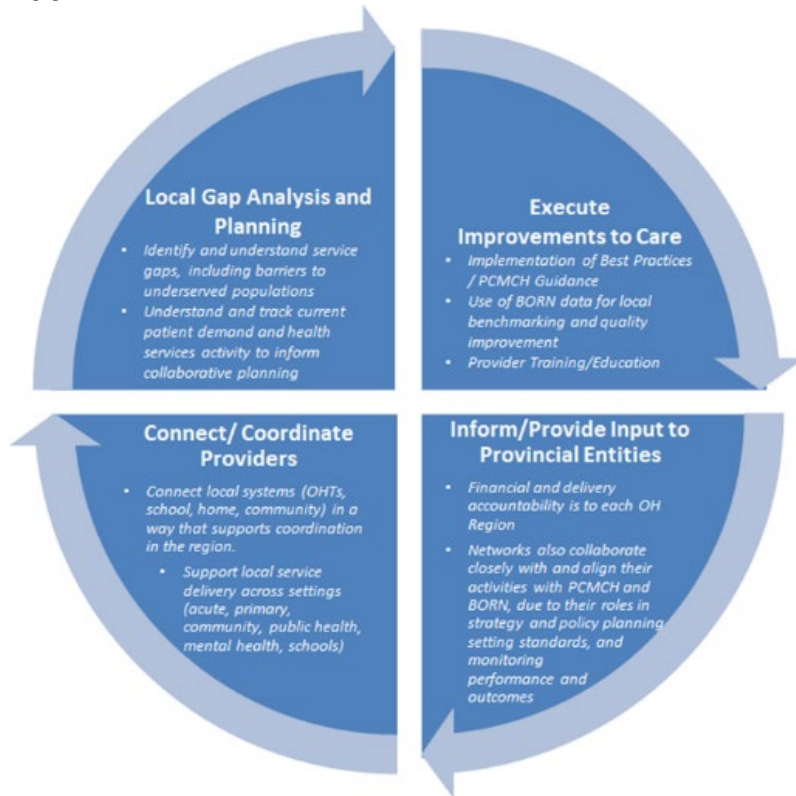 Local Gap Analysis and
Planning
• Identify and understand service
gaps, including barriers to
underserved populations
• Understand and track current
patient demand and health
services activity to inform
collaborative planning
Execute
Improvements to Care
• Implementation of Best Practices
/ PCMCH Guidance
• Use of BORN data for local
benchmarking and quality
improvement
• Provider Training/Education
Connect/ Coordinate
Providers
• Connect local systems (OHTs,
school, home, community) in a
way that supports coordination
in the region.
• Support local service
delivery across settings
(acute, primary,
community, public health,
mental health, schools)
Inform/Provide Input to
Provincial Entities
• Financial and delivery
accountability is to each OH
Region
• Networks also collaborate
closely with and align their
activities with PCMCH and
BORN, due to their roles in
strategy and policy planning
setting standards, and
monitoring
performance and
outcomes